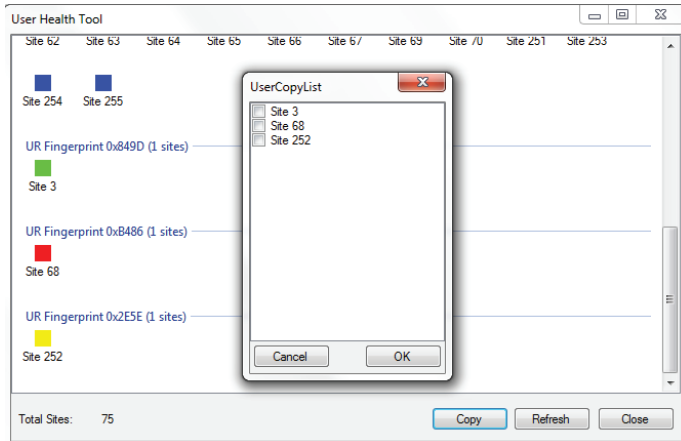 User Health Tool
Site 62 Site 63 Site 64 Site 65 Site 66 Site 67 Site 69 Site 70 Site 251 Site 253
Site 254 Site 255
UR Fingerprint 0x849D (1 sites)
Site 3
UR Fingerprint 0xB486 (1 sites)
Site 68
UR Fingerprint 0x2E5E (1 sites)
Site 252
UserCopyList
Site 3
Site 68
Site 252
Cancel OK
Total Sites: 75 Copy Refresh Close